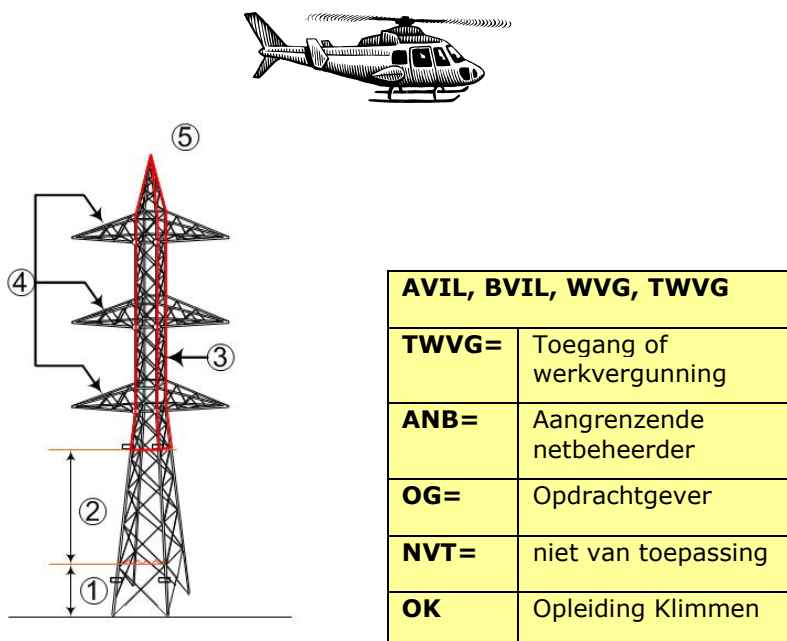 ⑤
④
③
②
①
AVIL, BVIL, WVG, TWVG
TWVG= Toegang of
werkvergunning
ANB= Aangrenzende
netbeheerder
OG= Opdrachtgever
NVT= niet van toepassing
OK Opleiding Klimmen